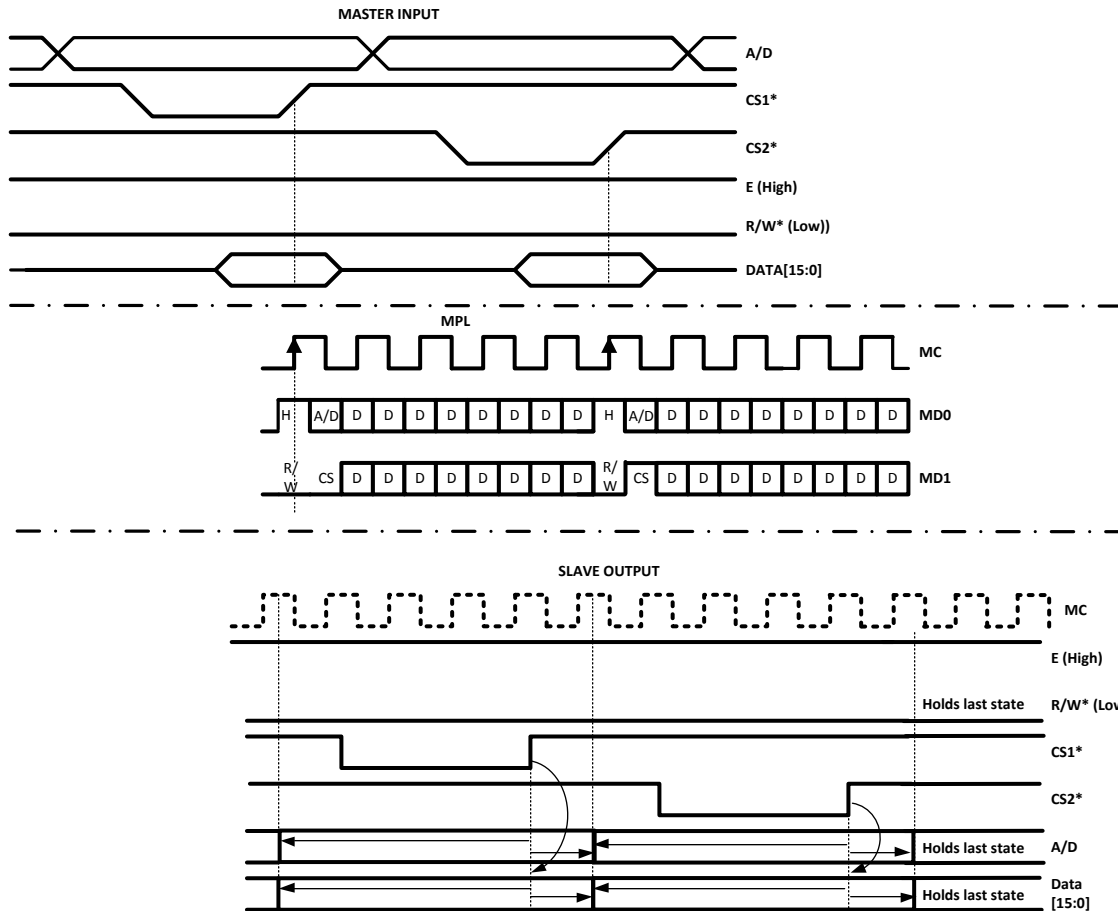 MASTER INPUT
A/D
CS1*
CS2*
E (High)
R/W* (Low))
DATA[15:0]
MPL
MC
H A/D D D D D D D D D H A/D D D D D D D D D MD0
R/
W CS D D D D D D D D R/
W CS D D D D D D D D MD1
SLAVE OUTPUT
MC
E (High)
Holds last state R/W* (Low
CS1*
CS2*
Holds last state A/D
Holds last state Data
[15:0]